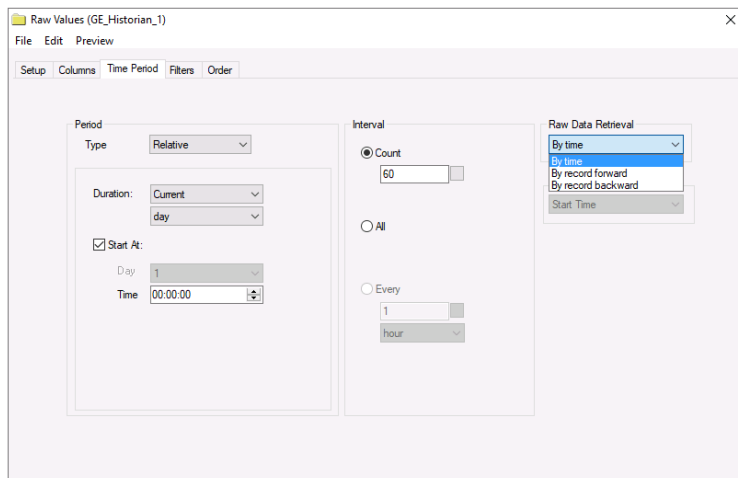 Raw Values (GE_Historian_1)
File Edit Preview
Setup Columns Time Period Filters Order
Period
Type Relative
Duration: Current
day
Start At:
Day 1
Time 00:00:00
Interval
Count
60
All
Every
1
hour
Raw Data Retrieval
By time
By time
By record forward
By record backward
Start Time